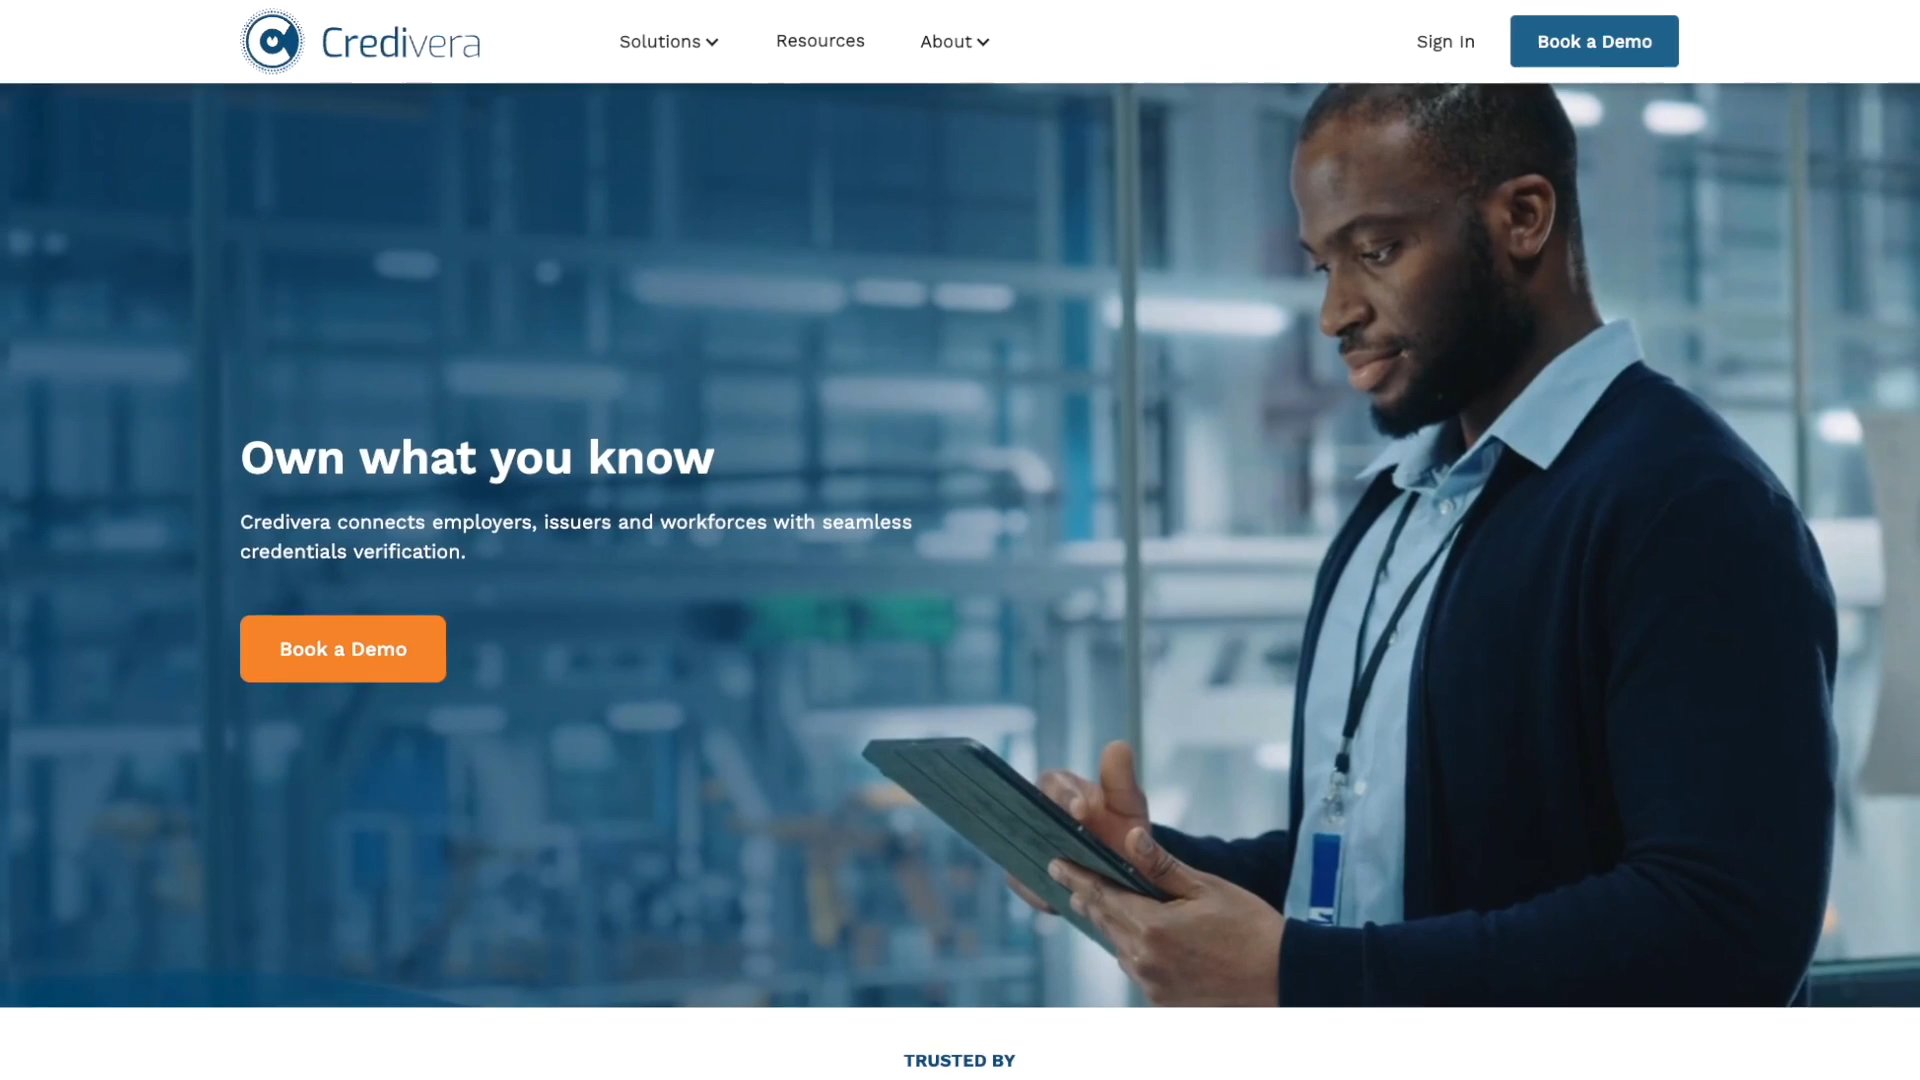 Credivera
Solutions
Resources
About
Sign In
Book a Demo
Own what you know
Credivera connects employers, issuers and workforces with seamless
credentials verification.
Book a Demo
TRUSTED BY